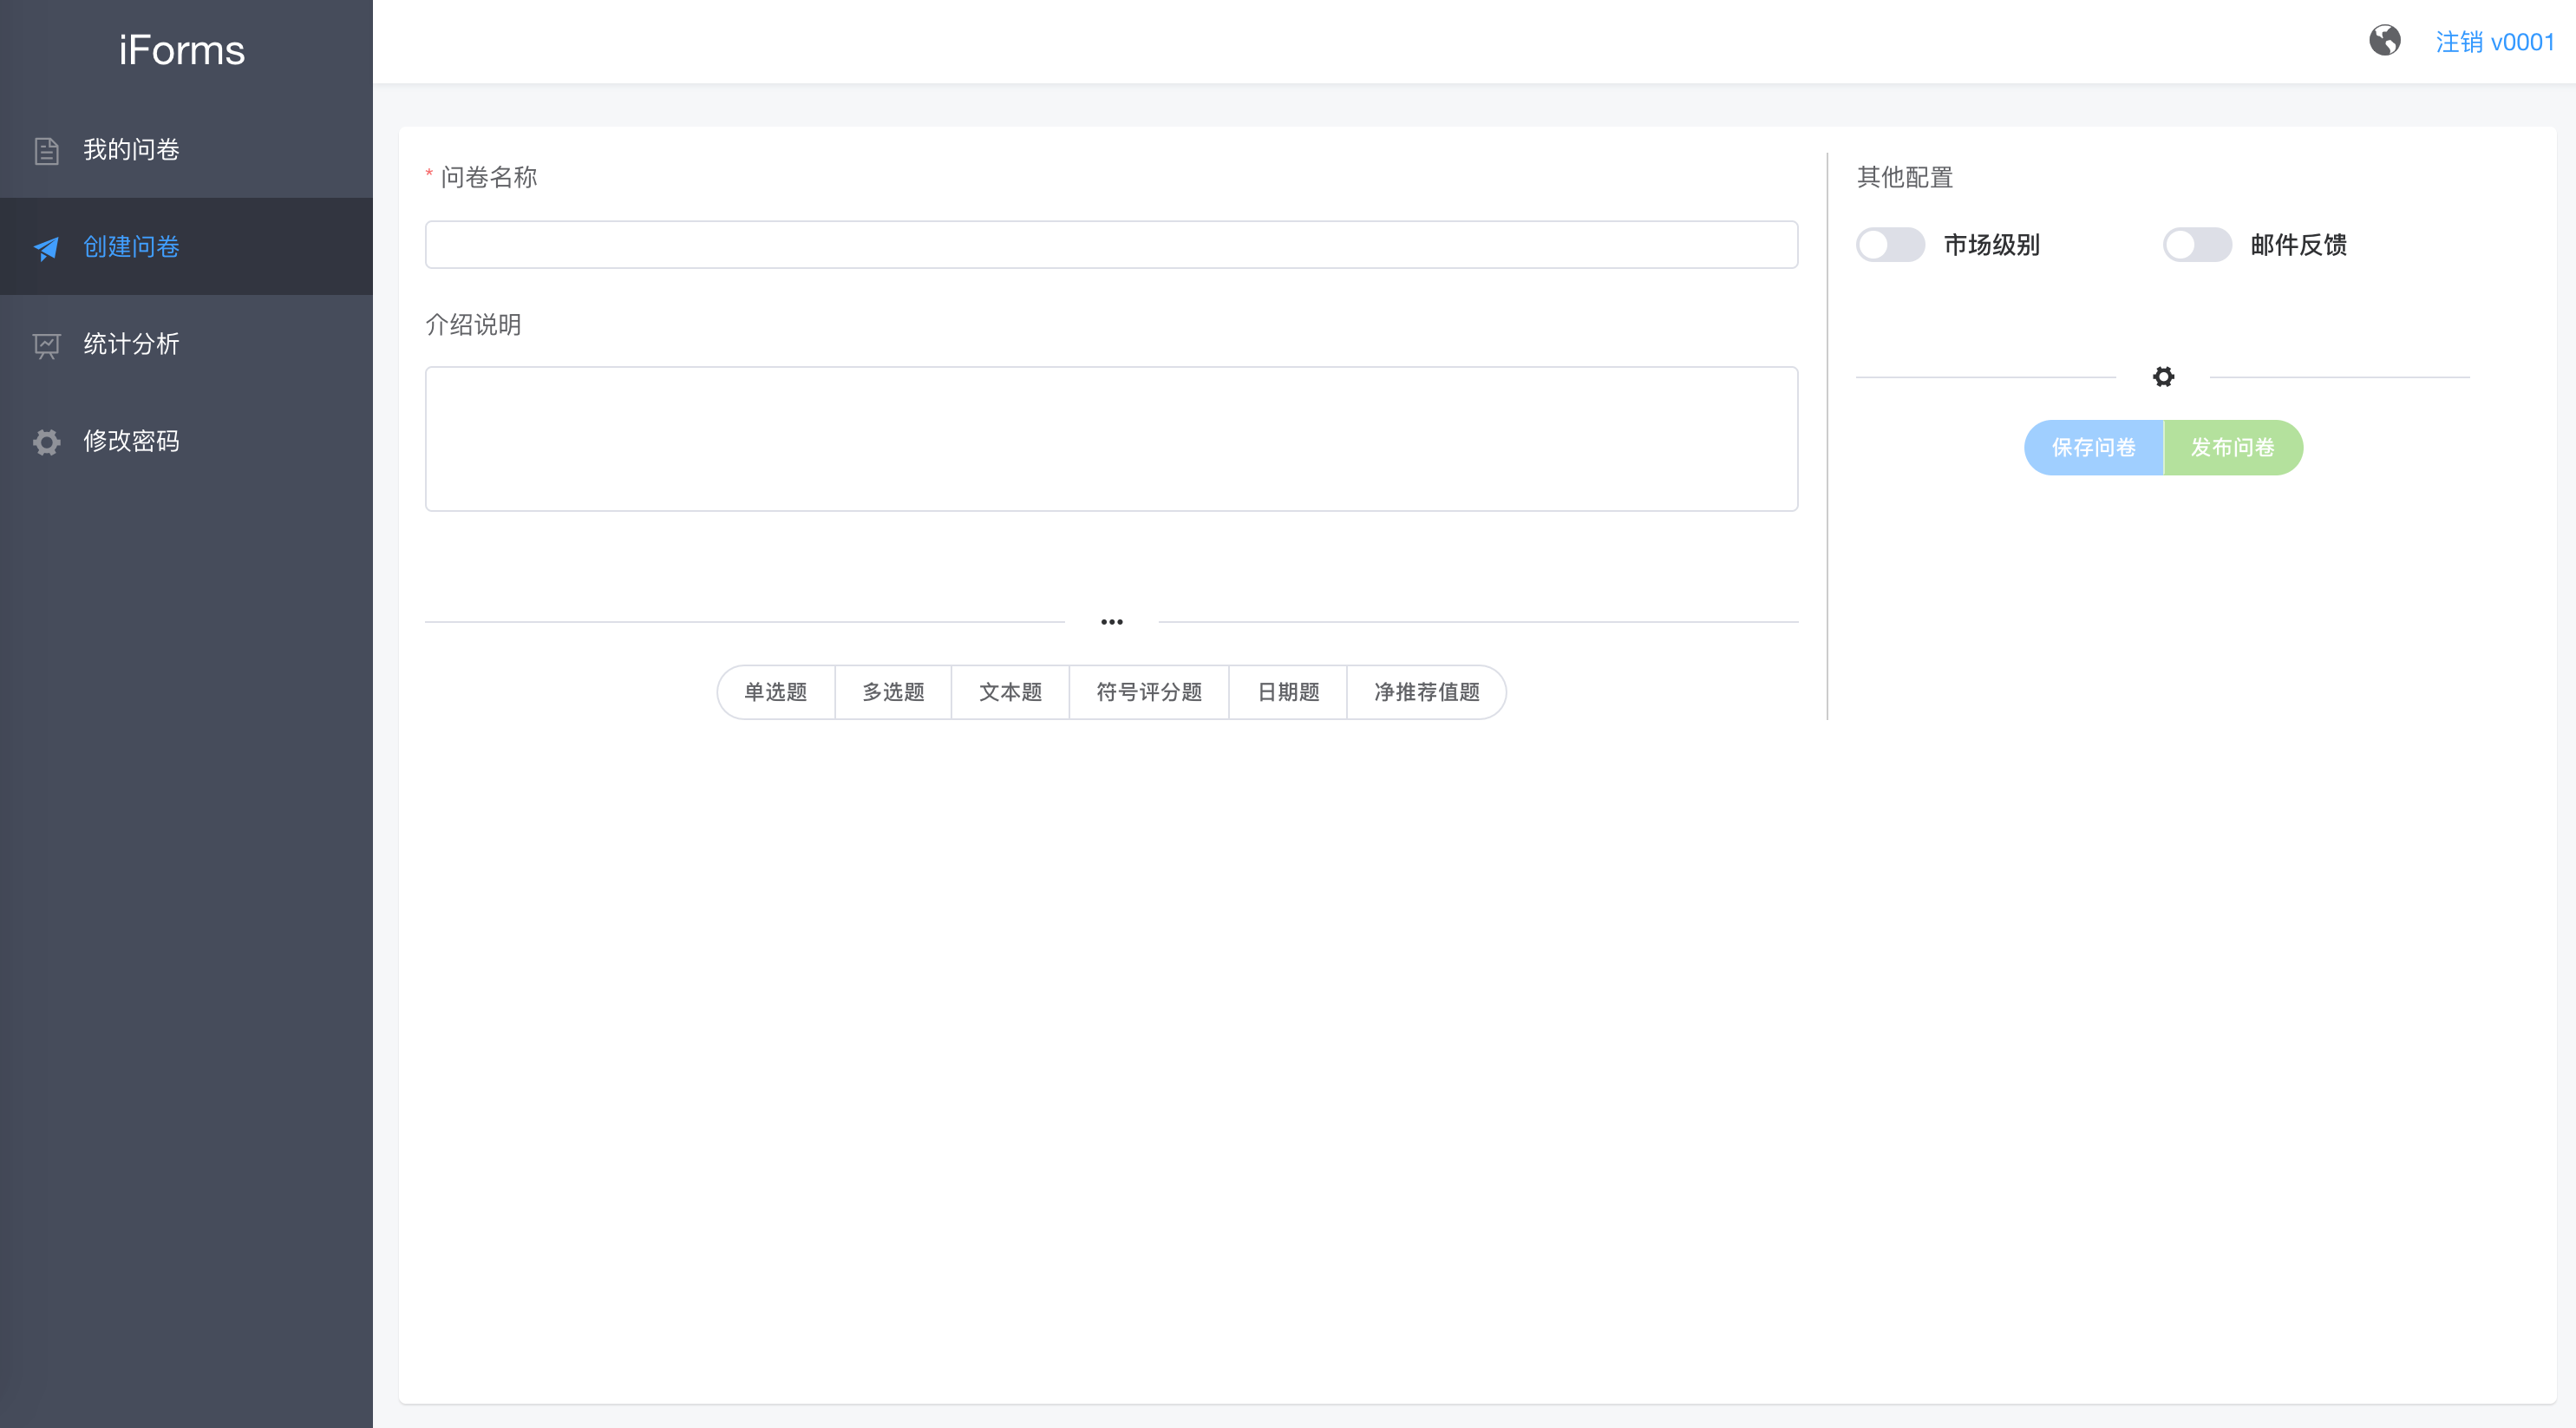 iForms
注销 v0001
我的问卷
创建问卷
统计分析
修改密码
* 问卷名称
介绍说明
单选题 多选题 文本题 符号评分题 日期题 净推荐值题
其他配置
市场级别 邮件反馈
保存问卷 发布问卷